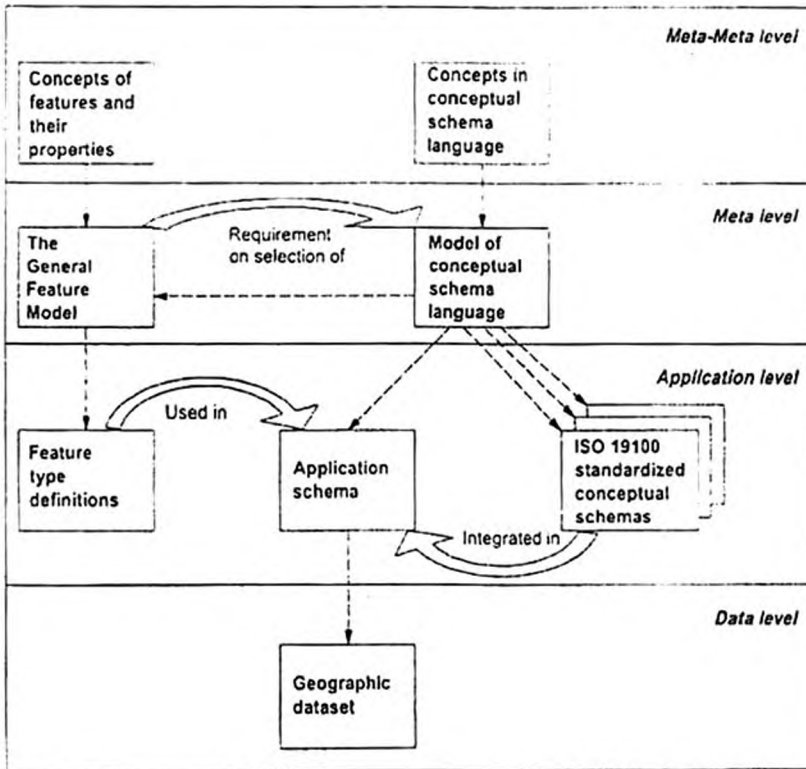 Meta-Meta level
Concepts of
features and
their
properties
Concepts in
conceptual
schema
language
Meta level
The
General
Feature
Model
Requirement
on selection of
Model of
conceptual
schema
language
Application level
Used in
Feature
type
definitions
Application
schema
ISO 19100
standardized
conceptual
schemas
Integrated in
Data level
Geographic
dataset